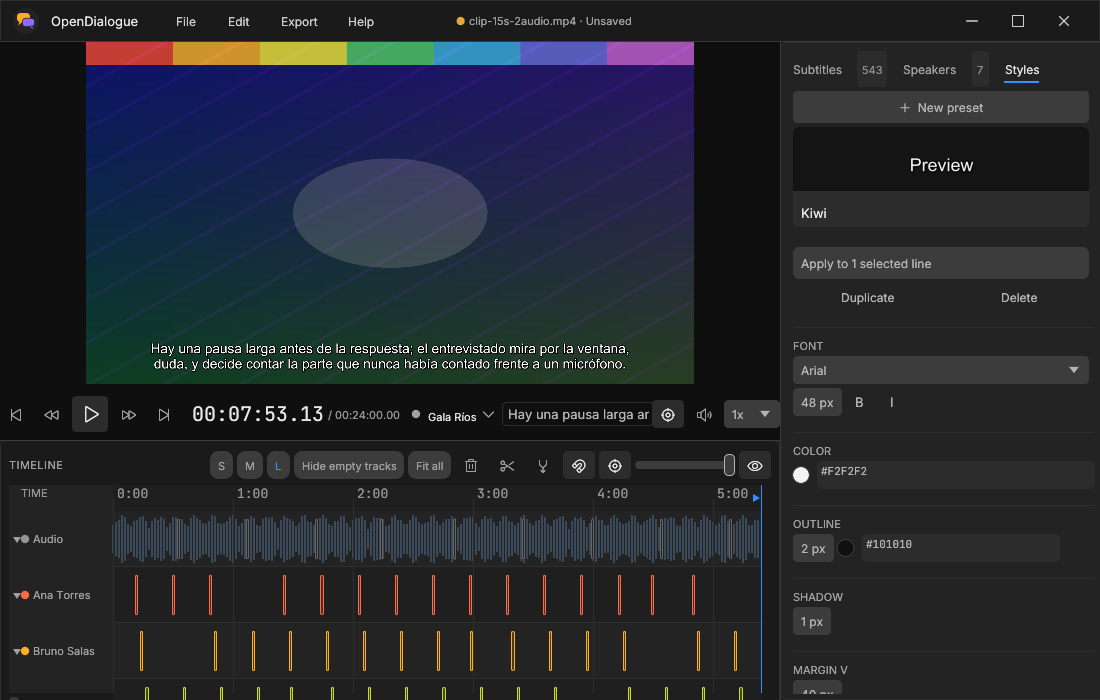 OpenDialogue File Edit Export Help clip-15s-2audio.mp4 · Unsaved
Subtitles 543 Speakers 7 Styles
+ New preset
Preview
Kiwi
Apply to 1 selected line
Duplicate Delete
FONT
Arial
48 px B I
COLOR
#F2F2F2
OUTLINE
2 px #101010
SHADOW
1 px
MARGIN V
40 px
Hay una pausa larga antes de la respuesta; el entrevistado mira por la ventana,
duda, y decide contar la parte que nunca había contado frente a un micrófono.
00:07:53.13 / 00:24:00.00 Gala Ríos Hay una pausa larga ar 1x
TIMELINE S M L Hide empty tracks Fit all
TIME 0:00 1:00 2:00 3:00 4:00 5:00
Audio
Ana Torres
Bruno Salas